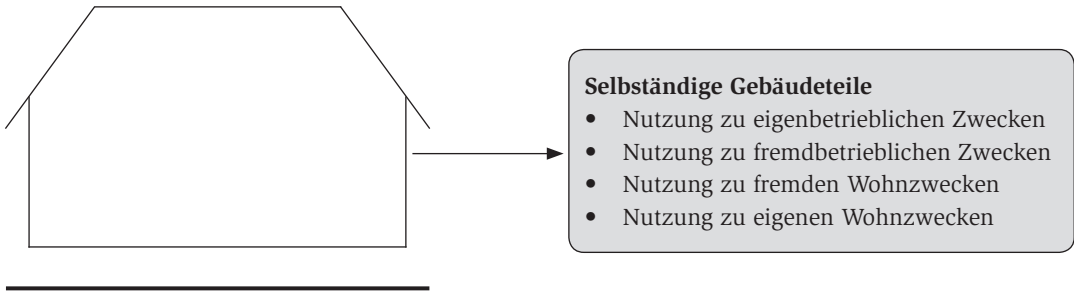 Selbständige Gebäudeteile
• Nutzung zu eigenbetrieblichen Zwecken
• Nutzung zu fremdbetrieblichen Zwecken
• Nutzung zu fremden Wohnzwecken
• Nutzung zu eigenen Wohnzwecken